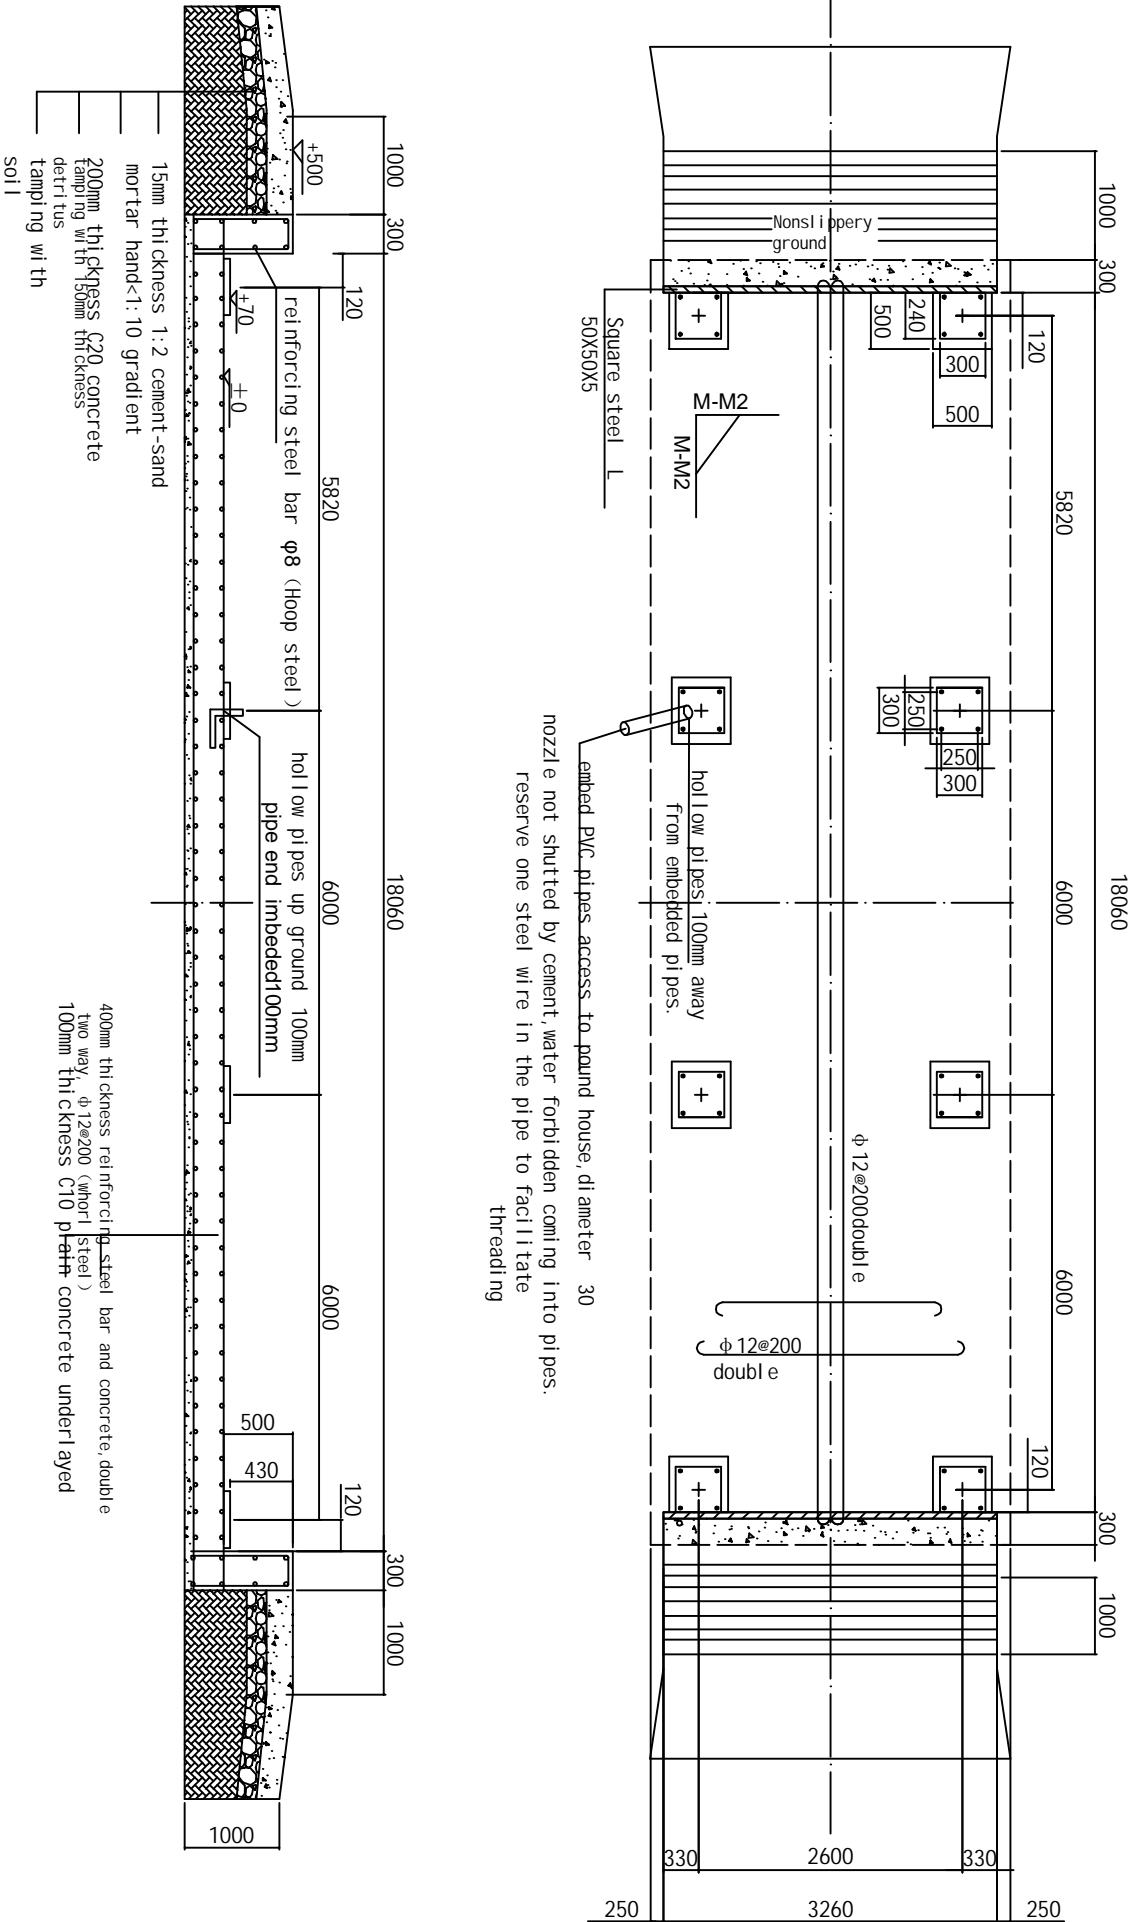 1000
300
120
5820
18060
6000
6000
120
300
1000
Nonslippery
ground
240
500
120
300
500
Square steel L
50X50X5
M-M2
M-M2
300
250
250
300
hollow pipes 100mm away
from embedded pipes.
embed PVC pipes access to pound house,diameter 30
nozzle not shutted by cement,water forbidden coming into pipes.
reserve one steel wire in the pipe to facilitate
threading
ϕ12@200double
ϕ12@200
double
330
2600
330
250
3260
250
1000
300
120
5820
18060
6000
6000
120
300
1000
+500
+70
±0
reinforcing steel bar φ8 (Hoop steel)
hollow pipes up ground 100mm
pipe end imbeded100mm
500
430
15mm thickness 1:2 cement-sand
mortar hand<1:10 gradient
200mm thickness C20 concrete
tamping with 150mm thickness
detritus
tamping with
soil
400mm thickness reinforcing steel bar and concrete,double
two way, ϕ12@200 (whorl steel)
100mm thickness C10 plain concrete underlayed
1000